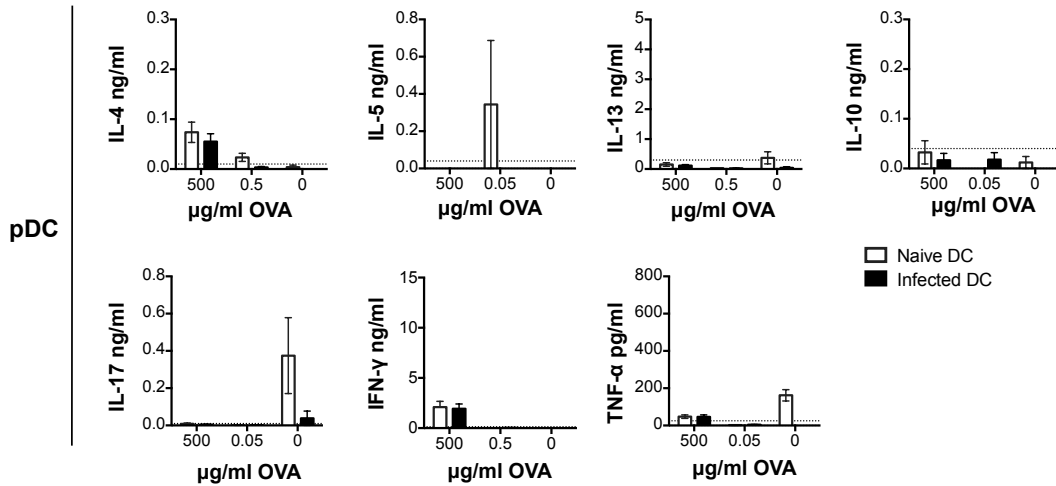 pDC
IL-4 ng/ml
0.3
0.2
0.1
0.0
500 0.5 0
µg/ml OVA
IL-5 ng/ml
0.8
0.6
0.4
0.2
0.0
500 0.05 0
µg/ml OVA
IL-13 ng/ml
5
4
3
2
1
0
500 0.5 0
µg/ml OVA
IL-10 ng/ml
0.3
0.2
0.1
0.0
500 0.05 0
µg/ml OVA
Naive DC
Infected DC
IL-17 ng/ml
0.8
0.6
0.4
0.2
0.0
500 0.05 0
µg/ml OVA
IFN-γ ng/ml
15
10
5
0
500 0.5 0
µg/ml OVA
TNF-α pg/ml
800
600
400
200
0
500 0.05 0
µg/ml OVA